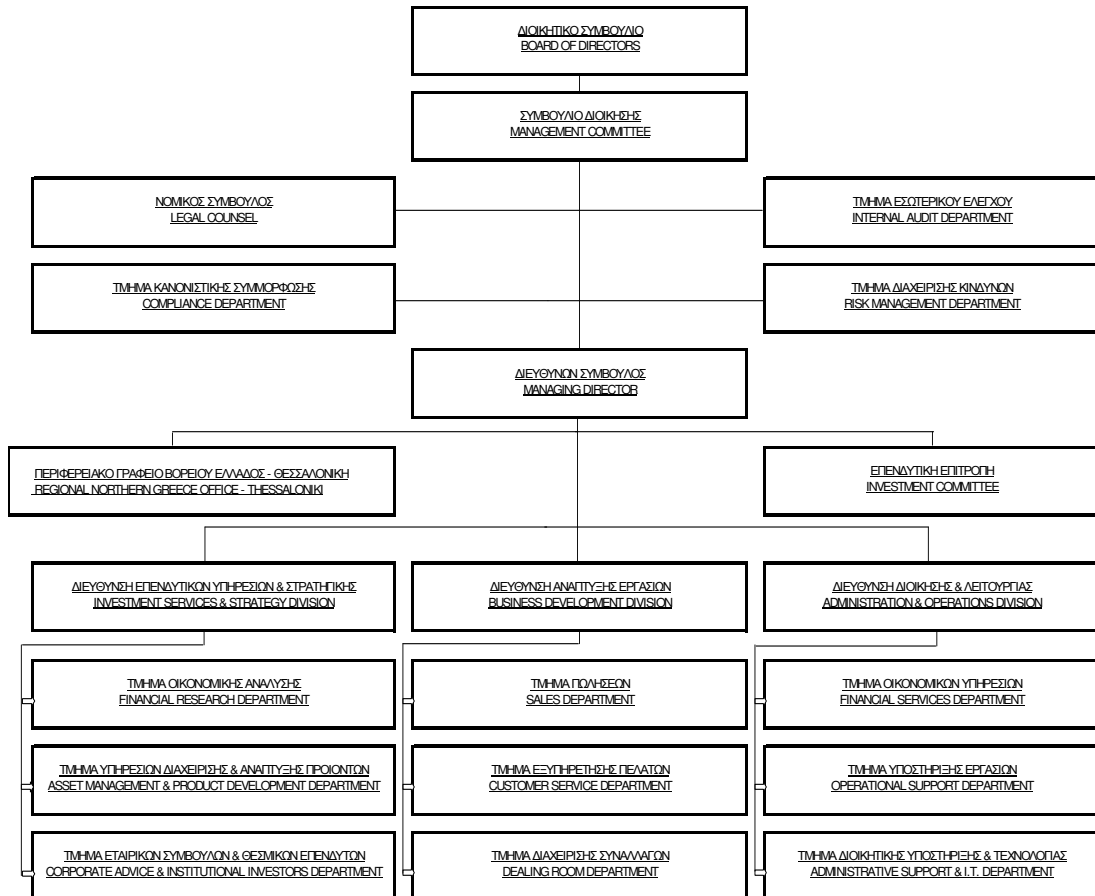 ΔΙΟΙΚΗΤΙΚΟ ΣΥΜΒΟΥΛΙΟ
BOARD OF DIRECTORS
ΣΥΜΒΟΥΛΙΟ ΔΙΟΙΚΗΣΗΣ
MANAGEMENT COMMITTEE
ΝΟΜΙΚΟΣ ΣΥΜΒΟΥΛΟΣ
LEGAL COUNSEL
ΤΜΗΜΑ ΕΣΩΤΕΡΙΚΟΥ ΕΛΕΓΧΟΥ
INTERNAL AUDIT DEPARTMENT
ΤΜΗΜΑ ΚΑΝΟΝΙΣΤΙΚΗΣ ΣΥΜΜΟΡΦΩΣΗΣ
COMPLIANCE DEPARTMENT
ΤΜΗΜΑ ΔΙΑΧΕΙΡΙΣΗΣ ΚΙΝΔΥΝΩΝ
RISK MANAGEMENT DEPARTMENT
ΔΙΕΥΘΥΝΩΝ ΣΥΜΒΟΥΛΟΣ
MANAGING DIRECTOR
ΠΕΡΙΦΕΡΕΙΑΚΟ ΓΡΑΦΕΙΟ ΒΟΡΕΙΟΥ ΕΛΛΑΔΟΣ - ΘΕΣΣΑΛΟΝΙΚΗ
REGIONAL NORTHERN GREECE OFFICE - THESSALONIKI
ΕΠΕΝΔΥΤΙΚΗ ΕΠΙΤΡΟΠΗ
INVESTMENT COMMITTEE
ΔΙΕΥΘΥΝΣΗ ΕΠΕΝΔΥΤΙΚΩΝ ΥΠΗΡΕΣΙΩΝ & ΣΤΡΑΤΗΓΙΚΗΣ
INVESTMENT SERVICES & STRATEGY DIVISION
ΔΙΕΥΘΥΝΣΗ ΑΝΑΠΤΥΞΗΣ ΕΡΓΑΣΙΩΝ
BUSINESS DEVELOPMENT DIVISION
ΔΙΕΥΘΥΝΣΗ ΔΙΟΙΚΗΣΗΣ & ΛΕΙΤΟΥΡΓΙΑΣ
ADMINISTRATION & OPERATIONS DIVISION
ΤΜΗΜΑ ΟΙΚΟΝΟΜΙΚΗΣ ΑΝΑΛΥΣΗΣ
FINANCIAL RESEARCH DEPARTMENT
ΤΜΗΜΑ ΠΩΛΗΣΕΩΝ
SALES DEPARTMENT
ΤΜΗΜΑ ΟΙΚΟΝΟΜΙΚΩΝ ΥΠΗΡΕΣΙΩΝ
FINANCIAL SERVICES DEPARTMENT
ΤΜΗΜΑ ΥΠΗΡΕΣΙΩΝ ΔΙΑΧΕΙΡΙΣΗΣ & ΑΝΑΠΤΥΞΗΣ ΠΡΟΙΟΝΤΩΝ
ASSET MANAGEMENT & PRODUCT DEVELOPMENT DEPARTMENT
ΤΜΗΜΑ ΕΞΥΠΗΡΕΤΗΣΗΣ ΠΕΛΑΤΩΝ
CUSTOMER SERVICE DEPARTMENT
ΤΜΗΜΑ ΥΠΟΣΤΗΡΙΞΗΣ ΕΡΓΑΣΙΩΝ
OPERATIONAL SUPPORT DEPARTMENT
ΤΜΗΜΑ ΕΤΑΙΡΙΚΩΝ ΣΥΜΒΟΥΛΩΝ & ΘΕΣΜΙΚΩΝ ΕΠΕΝΔΥΤΩΝ
CORPORATE ADVICE & INSTITUTIONAL INVESTORS DEPARTMENT
ΤΜΗΜΑ ΔΙΑΧΕΙΡΙΣΗΣ ΣΥΝΑΛΛΑΓΩΝ
DEALING ROOM DEPARTMENT
ΤΜΗΜΑ ΔΙΟΙΚΗΤΙΚΗΣ ΥΠΟΣΤΗΡΙΞΗΣ & ΤΕΧΝΟΛΟΓΙΑΣ
ADMINISTRATIVE SUPPORT & I.T. DEPARTMENT